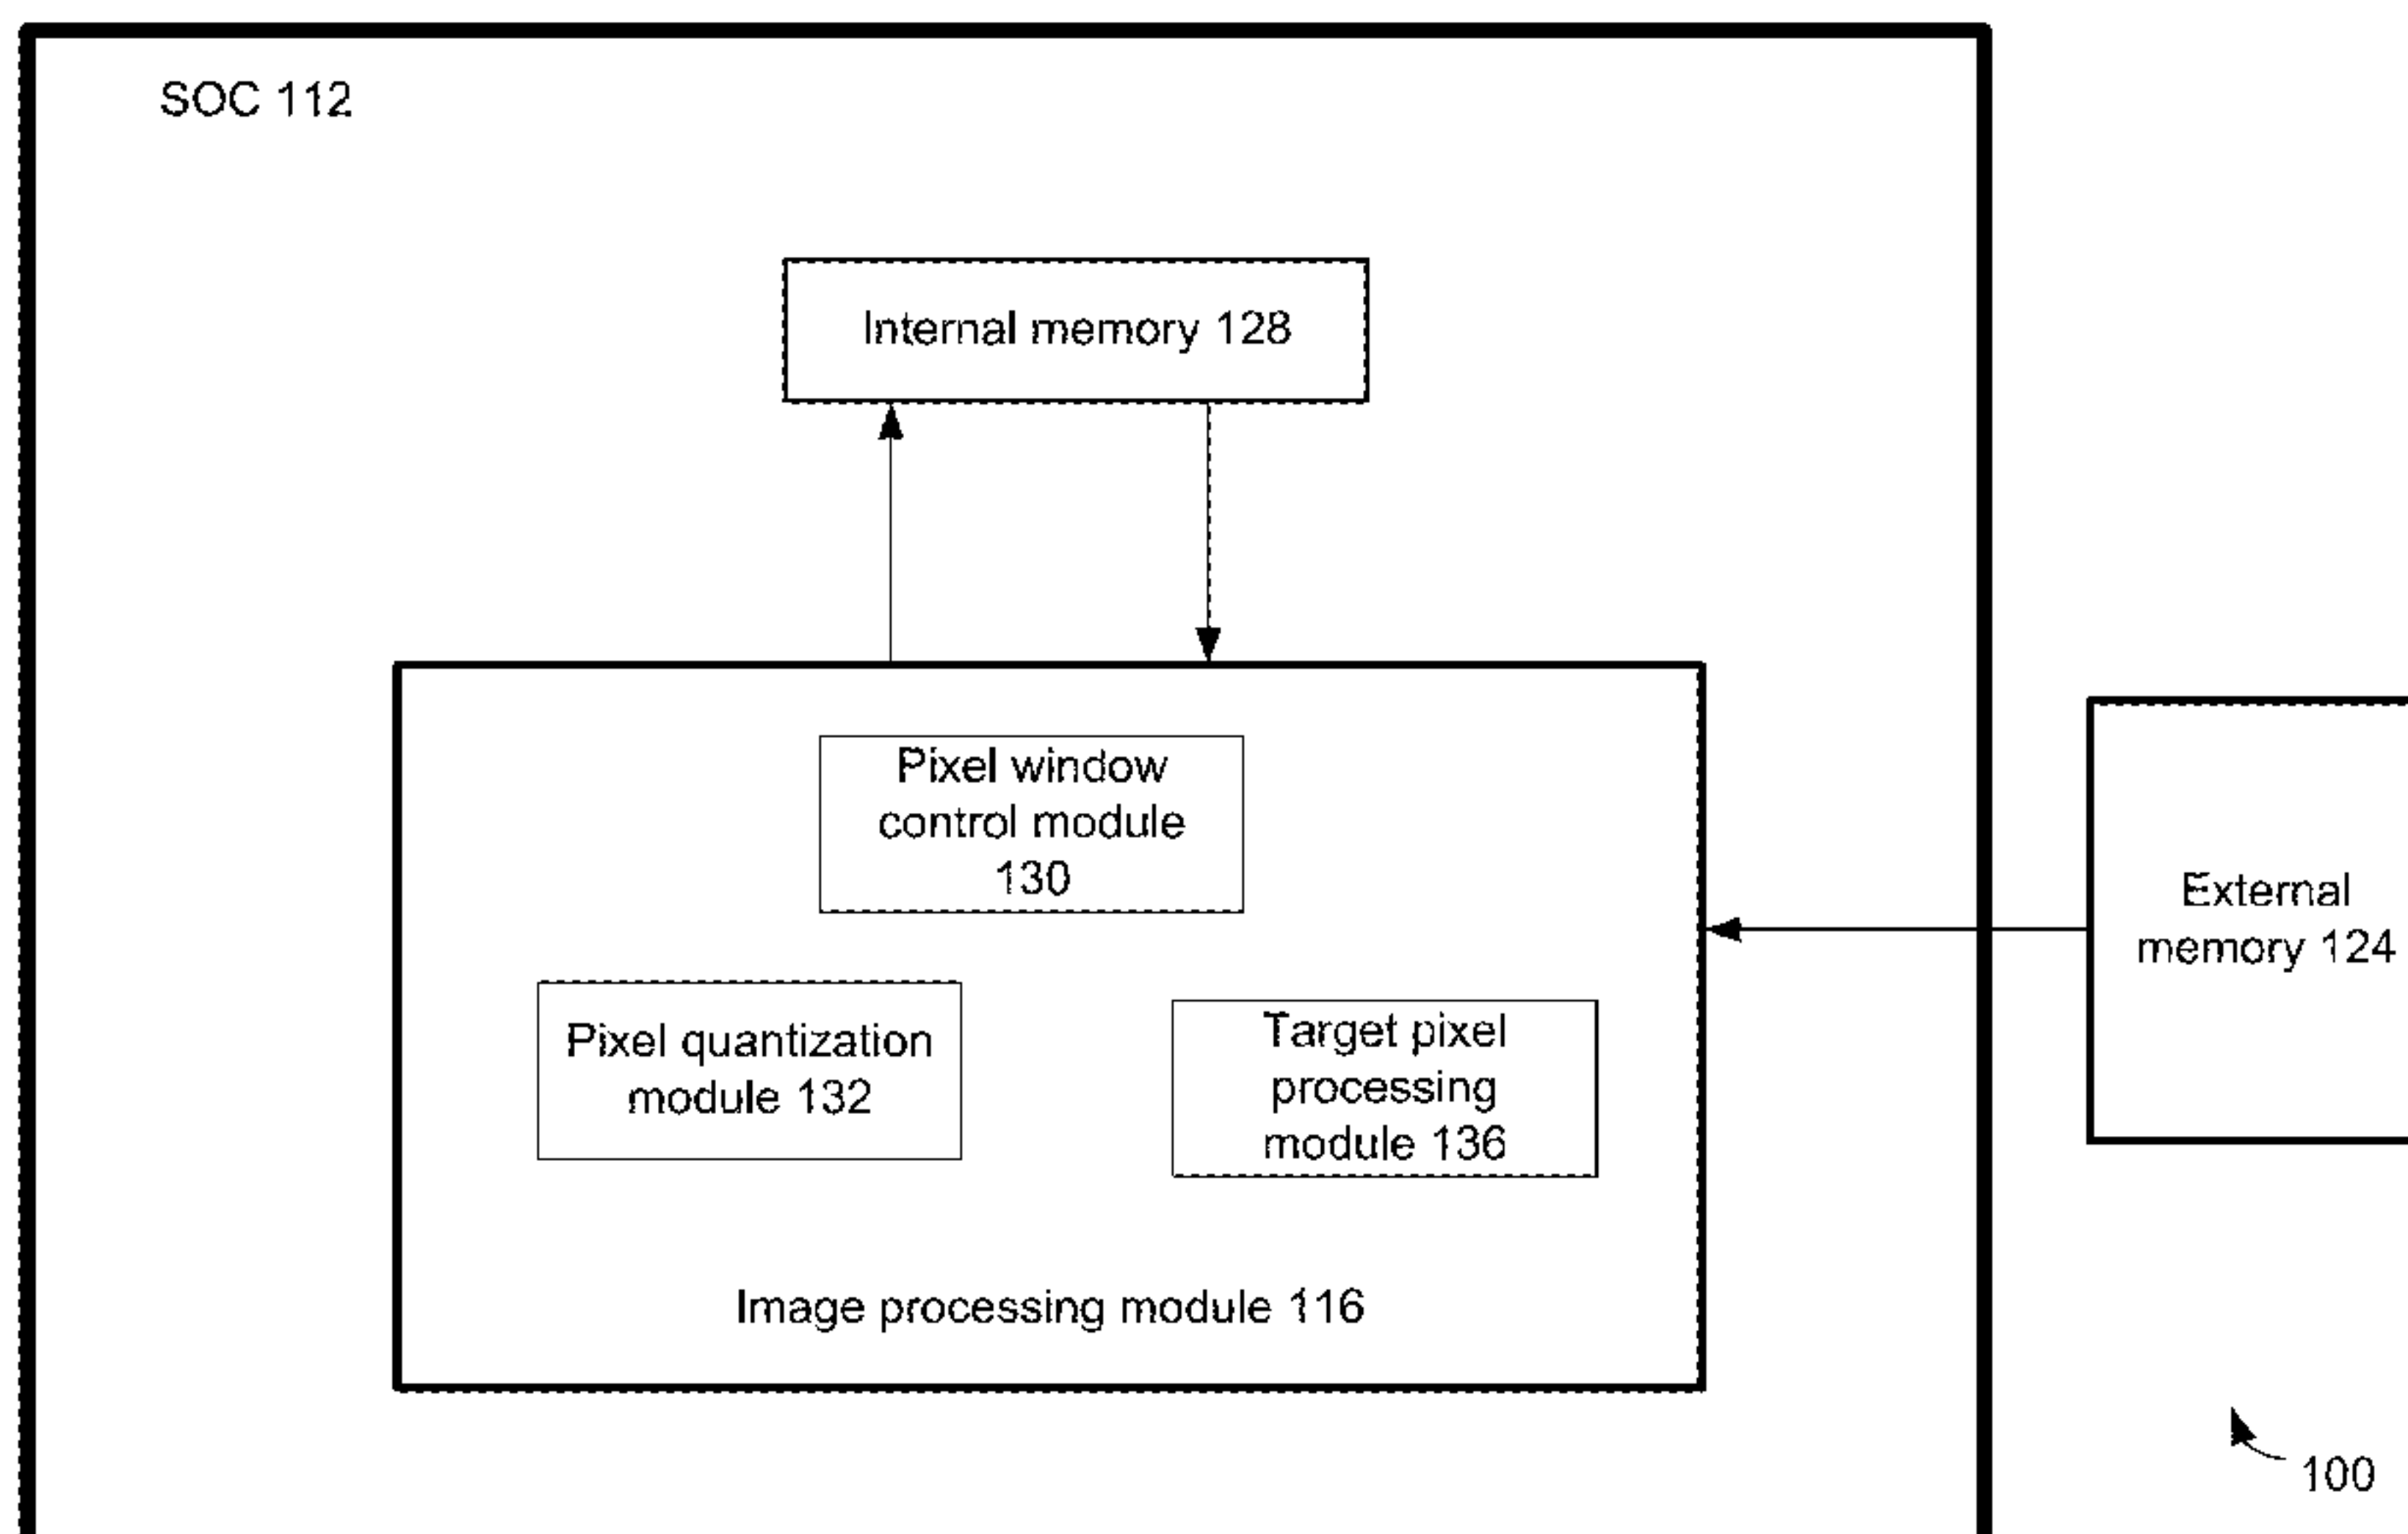 SOC 112
Internal memory 128
Pixel window
control module
130
External
memory 124
Pixel quantization
module 132
Target pixel
processing
module 136
Image processing module 116
100